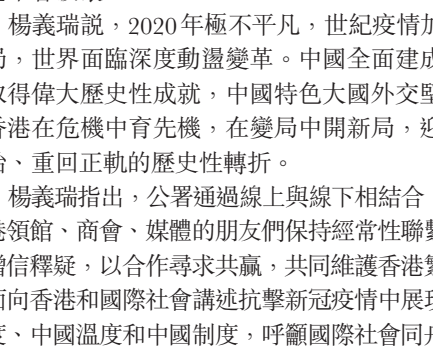 楊義瑞説，2020年極不平凡，世紀疫情加
局，世界面臨深度動盪變革。中國全面建成
取得偉大歷史性成就，中國特色大國外交堅
香港在危機中育先機，在變局中開新局，迎
治、重回正軌的歷史性轉折。
楊義瑞指出，公署通過線上與線下相結合
港領館、商會、媒體的朋友們保持經常性聯繫
增信釋疑，以合作尋求共贏，共同維護香港繁
面向香港和國際社會講述抗擊新冠疫情中展現
度、中國溫度和中國制度，呼籲國際社會同舟